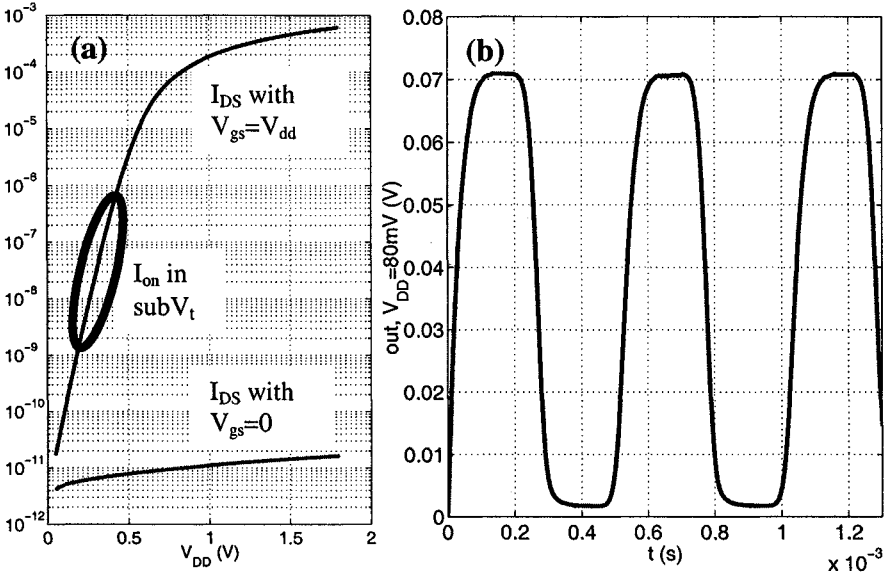 (a)
10⁻³
10⁻⁴
10⁻⁵
10⁻⁶
10⁻⁷
10⁻⁸
10⁻⁹
10⁻¹⁰
10⁻¹¹
10⁻¹²
I_DS with
V_gs=V_dd
I_on in
subV_t
I_DS with
V_gs=0
0 0.5 1 1.5 2
V_DD (V)
(b)
out, V_DD=80mV (V)
0.08
0.07
0.06
0.05
0.04
0.03
0.02
0.01
0
0 0.2 0.4 0.6 0.8 1 1.2
t (s)
x 10⁻³